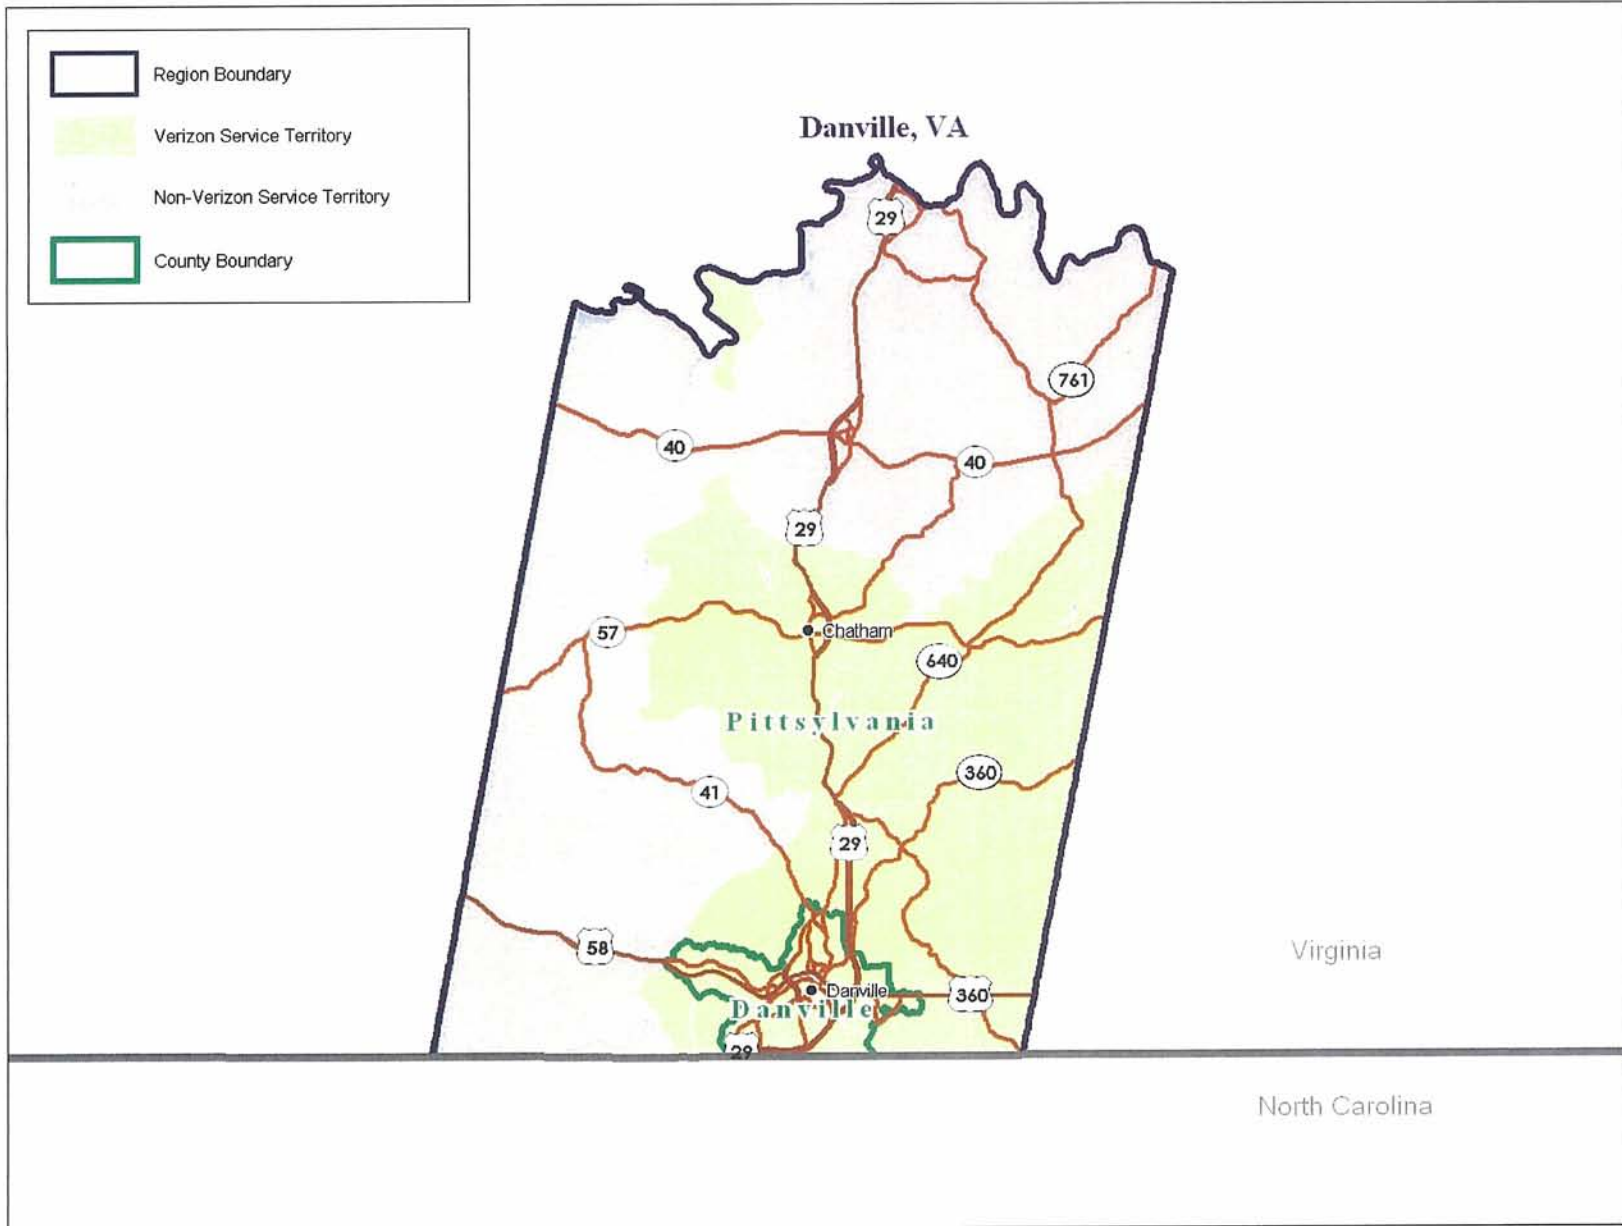 Region Boundary
Verizon Service Territory
Non-Verizon Service Territory
County Boundary
Danville, VA
29
761
40
40
29
57
Chatham
640
Pittsylvania
360
41
29
58
Virginia
Danville
360
Danville
29
North Carolina